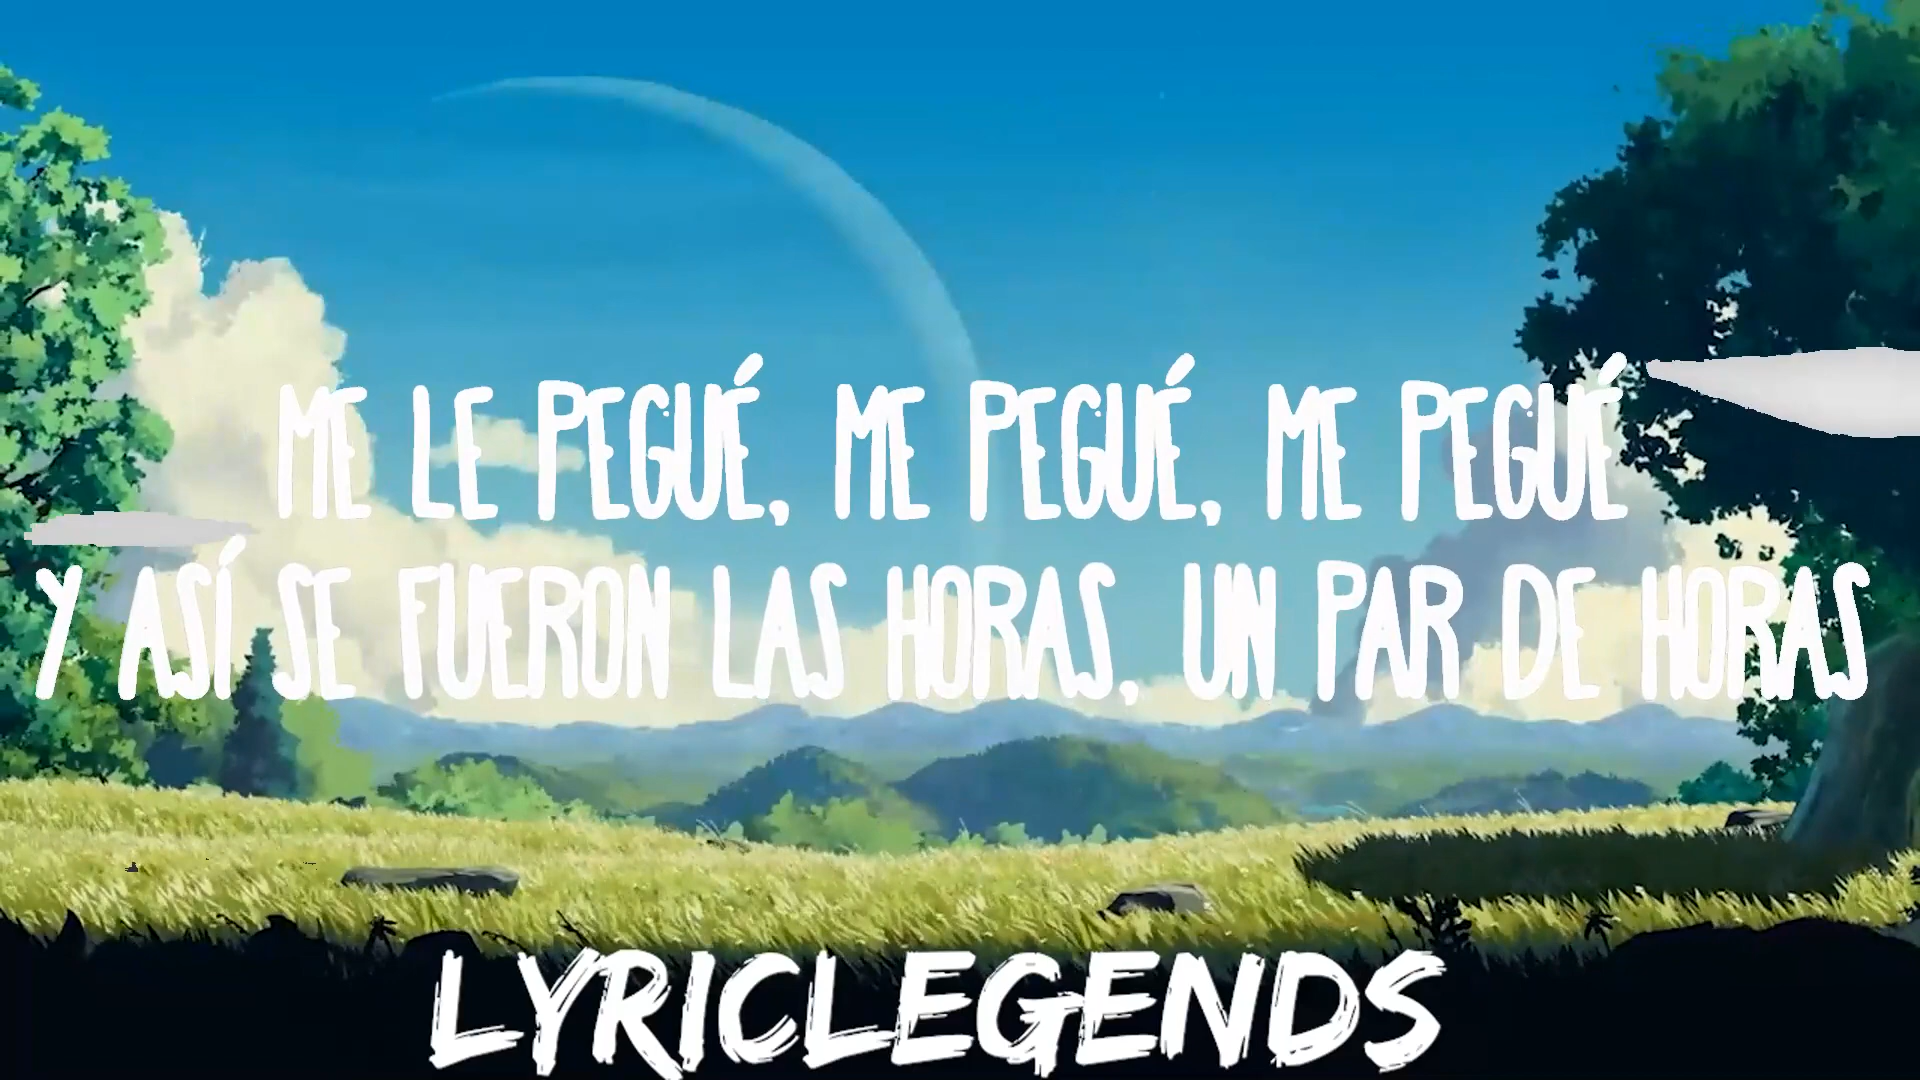 ME LE PEGUÉ, ME PEGUÉ, ME PEGUÉ
Y ASÍ SE FUERON LAS HORAS, UN PAR DE HORAS
LYRICLEGENDS